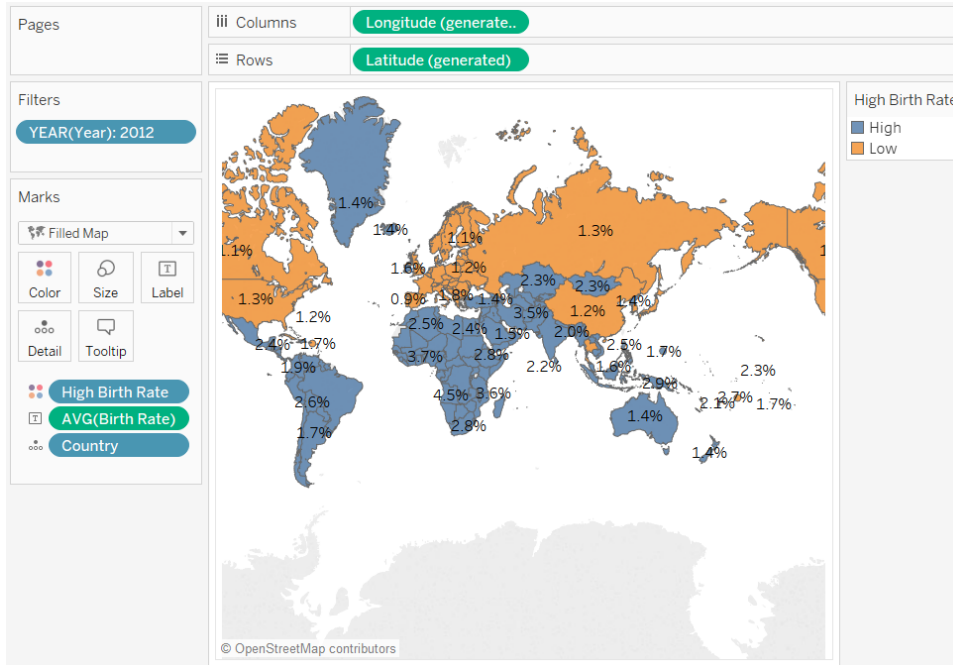 Pages
iii Columns
Longitude (generate..
Rows
Latitude (generated)
Filters
YEAR(Year): 2012
Marks
Filled Map
Color
Size
Label
Detail
Tooltip
High Birth Rate
AVG(Birth Rate)
Country
High Birth Rate
High
Low
1.4%
1.4%
1.1%
1.3%
1.1%
1.6%
1.2%
2.3%
2.3%
1.3%
0.9%
1.8%
1.4%
1.4%
3.5%
1.2%
1.2%
2.5%
2.4%
1.5%
2.0%
2.4%
1.7%
2.5%
1.7%
3.7%
2.8%
1.9%
2.2%
1.6%
2.3%
2.9%
2.6%
4.5%
3.6%
2.7%
2.1%
1.7%
1.4%
1.7%
2.8%
1.4%
© OpenStreetMap contributors